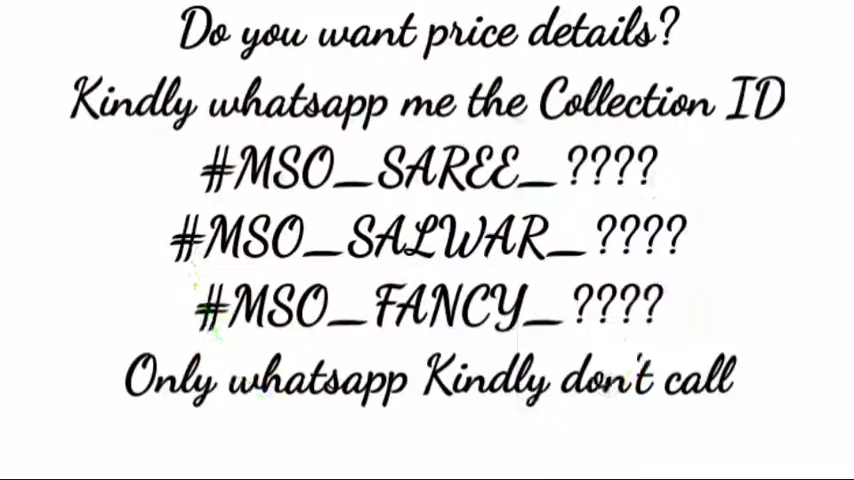 Do you want price details?
Kindly whatsapp me the Collection ID
#MSO_SAREE_????
#MSO_SALWAR_????
#MSO_FANCY_????
Only whatsapp Kindly don't call